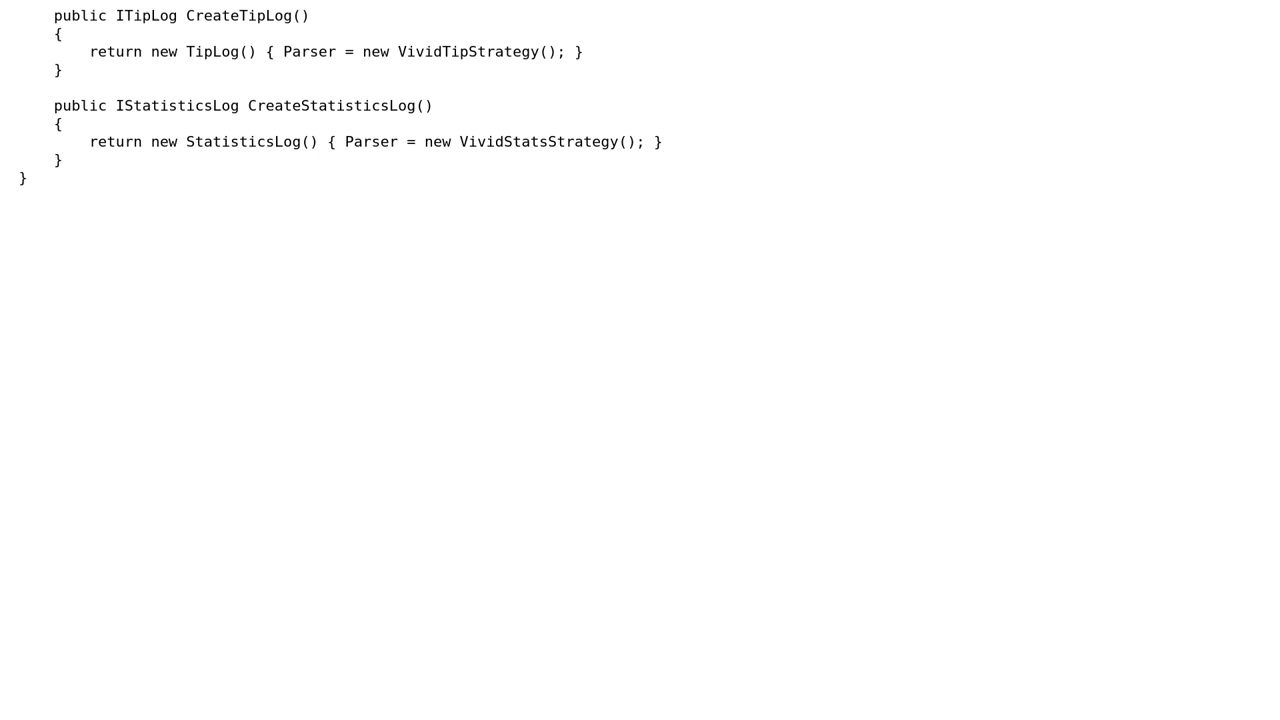 public ITipLog CreateTipLog()
{
return new TipLog() { Parser = new VividTipStrategy(); }
}
public IStatisticsLog CreateStatisticsLog()
{
return new StatisticsLog() { Parser = new VividStatsStrategy(); }
}
}